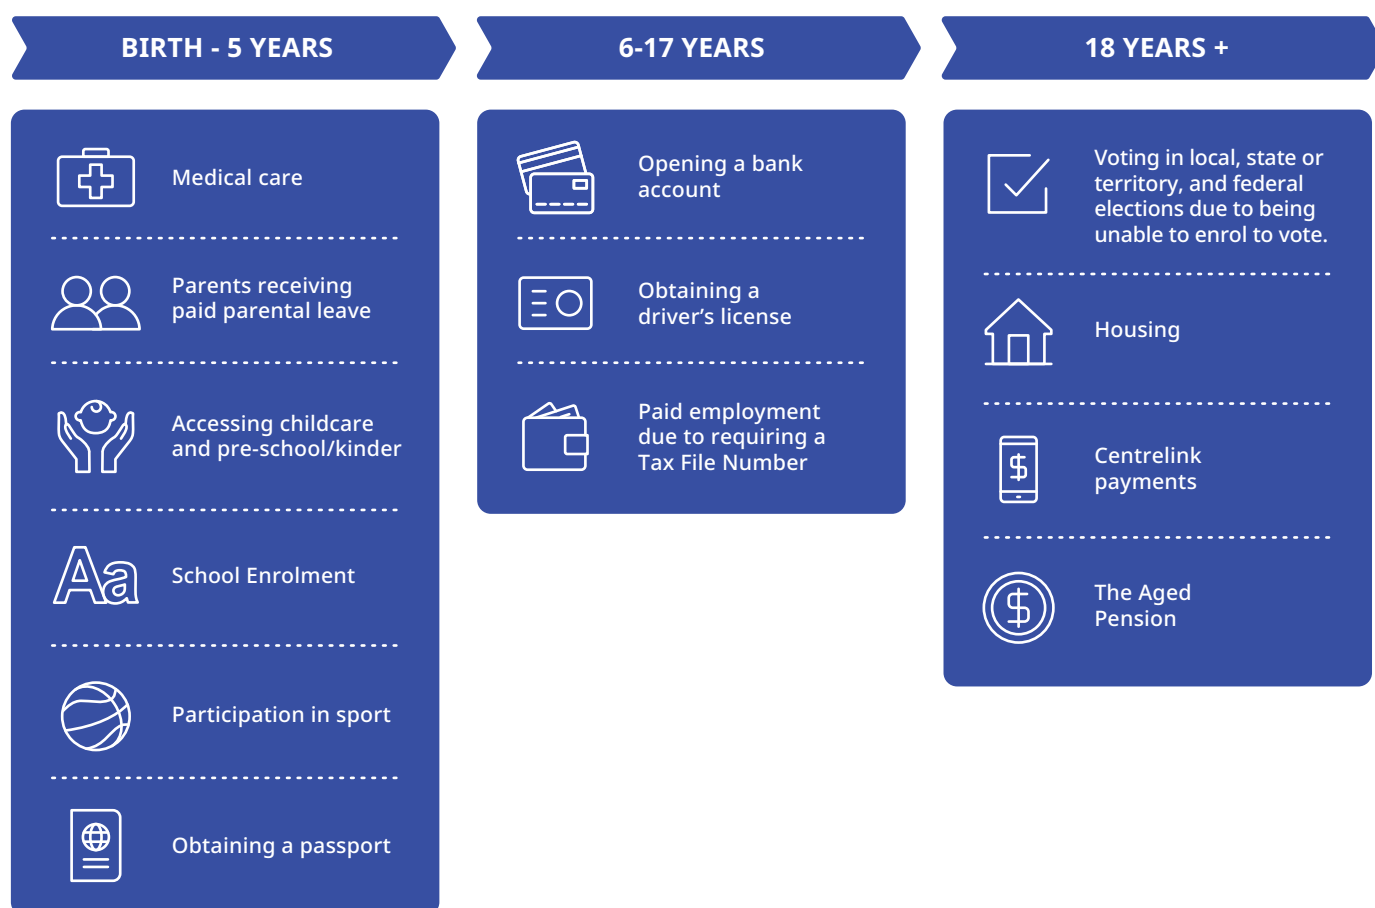 BIRTH - 5 YEARS
Medical care
Parents receiving
paid parental leave
Accessing childcare
and pre-school/kinder
Aa
School Enrolment
Participation in sport
Obtaining a passport
6-17 YEARS
Opening a bank
account
Obtaining a
driver’s license
Paid employment
due to requiring a
Tax File Number
18 YEARS +
Voting in local, state or
territory, and federal
elections due to being
unable to enrol to vote.
Housing
$
Centrelink
payments
$
The Aged
Pension